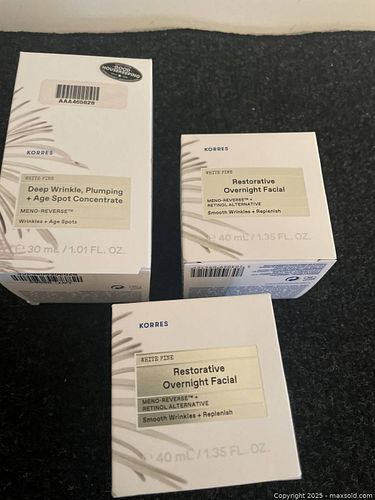 GOOD
HOUSEKEEPING
AAA465826
KORRES
WHITE PINE
Deep Wrinkle, Plumping
+ Age Spot Concentrate
MENO-REVERSE™
Wrinkles + Age Spots
30 mL / 1.01 FL. OZ.
KORRES
WHITE PINE
Restorative
Overnight Facial
MENO-REVERSE™ +
RETINOL ALTERNATIVE
Smooth Wrinkles + Replenish
40 mL / 1.35 FL. OZ.
KORRES
WHITE PINE
Restorative
Overnight Facial
MENO-REVERSE™ +
RETINOL ALTERNATIVE
Smooth Wrinkles + Replenish
40 mL / 1.35 FL. OZ.
Copyright © 2025 - maxsold.com